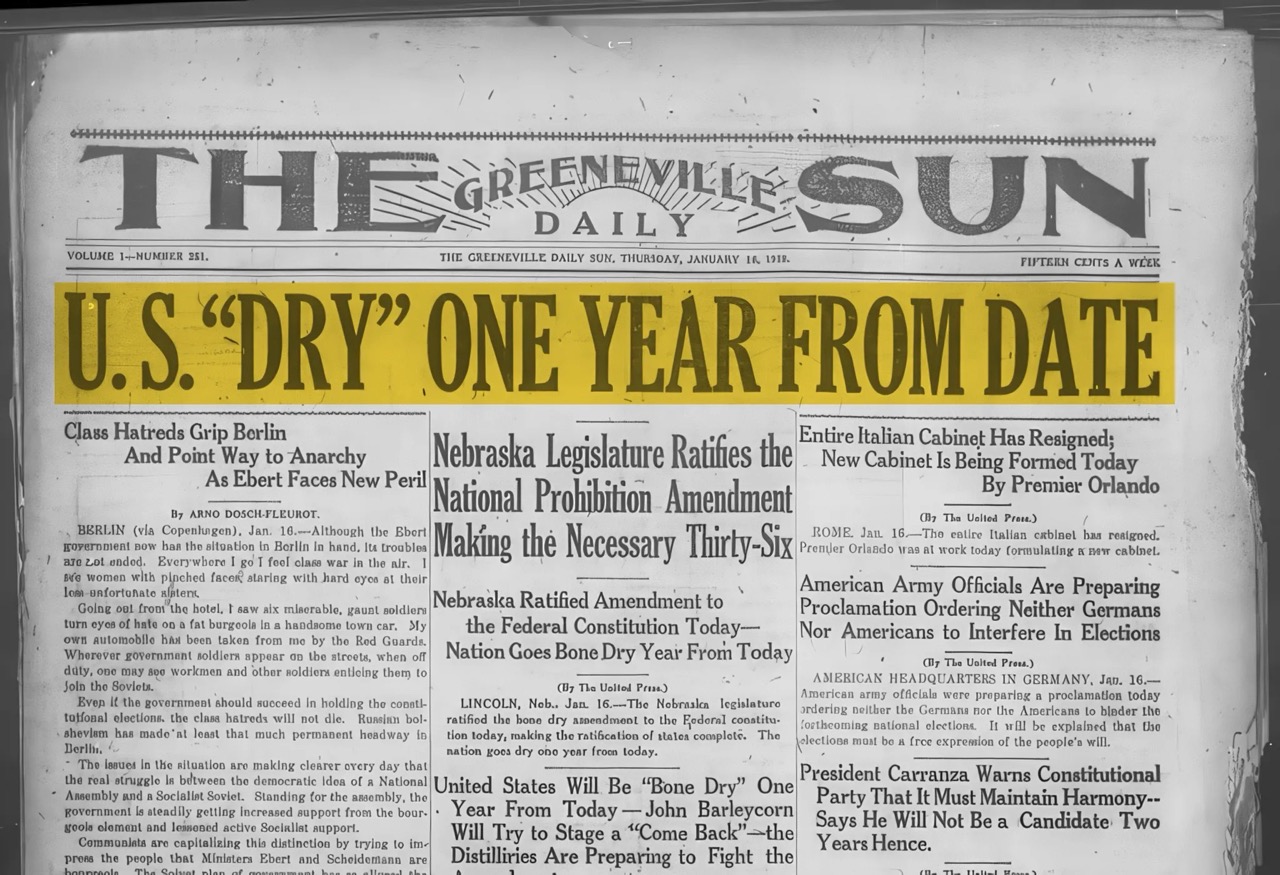 THE GREENEVILLE DAILY SUN
VOLUME 1--NUMBER 251.
THE GREENEVILLE DAILY SUN, THURSDAY, JANUARY 16, 1918.
FIFTEEN CENTS A WEEK
U. S. “DRY” ONE YEAR FROM DATE
Class Hatreds Grip Berlin
And Point Way to Anarchy
As Ebert Faces New Peril
By ARNO DOSCH-FLEUROT.
BERLIN (via Copenhagen), Jan. 16.—Although the Ebert
government now has the situation in Berlin in hand, its troubles
are not ended. Everywhere I go I feel class war in the air. I
see women with pinched faces, staring with hard eyes at their
less unfortunate sisters.
Going out from the hotel, I saw six miserable, gaunt soldiers
turn eyes of hate on a fat burgeois in a handsome town car. My
own automobile has been taken from me by the Red Guards.
Wherever government soldiers appear on the streets, when off
duty, one may see workmen and other soldiers enticing them to
join the Soviets.
Even if the government should succeed in holding the consti-
tutional elections, the class hatreds will not die. Russian bol-
shevism has made at least that much permanent headway in
Berlin.
The issues in the situation are making clearer every day that
the real struggle is between the democratic idea of a National
Assembly and a Socialist Soviet. Standing for the assembly, the
government is steadily getting increased support from the bour-
geois element and lessened active Socialist support.
Communists are capitalizing this distinction by trying to im-
press the people that Ministers Ebert and Scheidemann are
Nebraska Legislature Ratifies the
National Prohibition Amendment
Making the Necessary Thirty-Six
Nebraska Ratified Amendment to
the Federal Constitution Today—
Nation Goes Bone Dry Year From Today
(By The United Press.)
LINCOLN, Neb., Jan. 16.—The Nebraska legislature
ratified the bone dry amendment to the Federal constitu-
tion today, making the ratification of states complete. The
nation goes dry one year from today.
United States Will Be “Bone Dry” One
Year From Today—John Barleycorn
Will Try to Stage a “Come Back”—the
Distilliries Are Preparing to Fight the
Entire Italian Cabinet Has Resigned;
New Cabinet Is Being Formed Today
By Premier Orlando
(By The United Press.)
ROME, Jan. 16—The entire Italian cabinet has resigned.
Premier Orlando was at work today formulating a new cabinet.
American Army Officials Are Preparing
Proclamation Ordering Neither Germans
Nor Americans to Interfere In Elections
(By The United Press.)
AMERICAN HEADQUARTERS IN GERMANY, Jan. 16.—
American army officials were preparing a proclamation today
ordering neither the Germans nor the Americans to hinder the
forthcoming national elections. It will be explained that the
elections must be a free expression of the people's will.
President Carranza Warns Constitutional
Party That It Must Maintain Harmony--
Says He Will Not Be a Candidate Two
Years Hence.